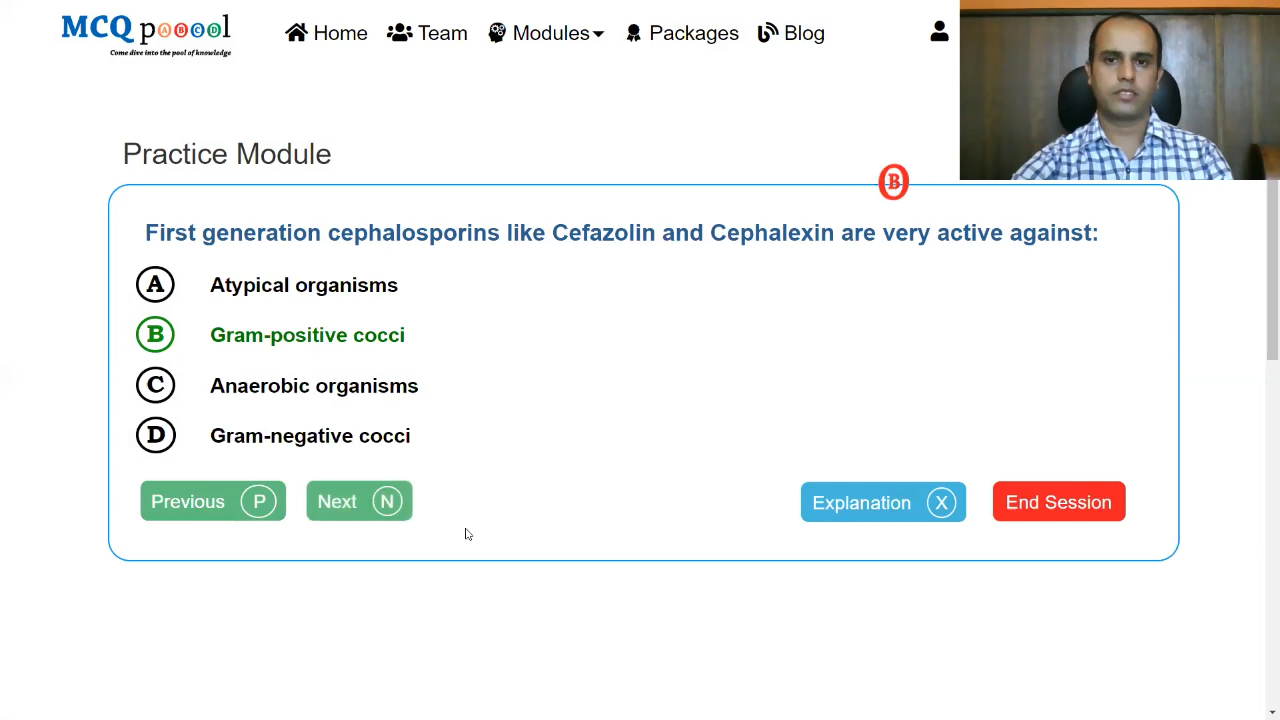 MCQ poOOOl
A B C D
Come dive into the pool of knowledge
Home Team Modules Packages Blog
Practice Module
B
First generation cephalosporins like Cefazolin and Cephalexin are very active against:
A Atypical organisms
B Gram-positive cocci
C Anaerobic organisms
D Gram-negative cocci
Previous P Next N Explanation X End Session